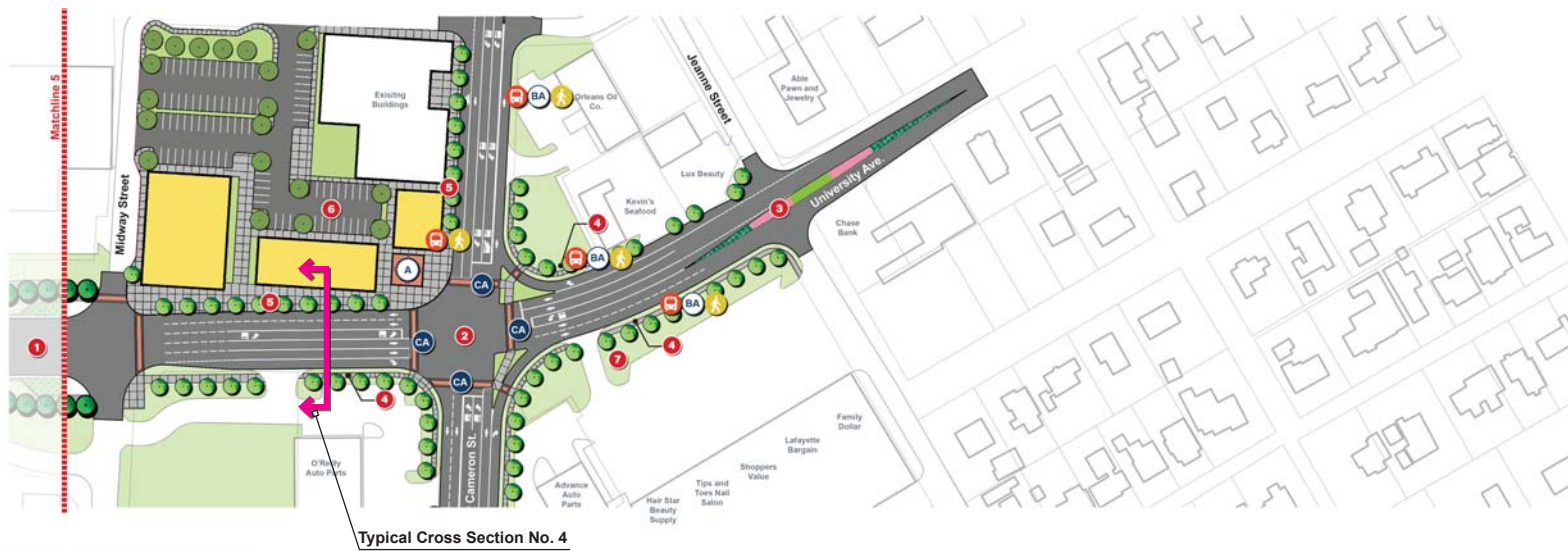 Matchline 5
Midway Street
Exisitng
Buildings
BA
Orleans Oil
Co.
Jeanne Street
Able
Pawn and
Jewelry
Lux Beauty
Kevin's
Seafood
University Ave.
Chase
Bank
1
2
3
4
4
4
5
5
6
7
A
BA
BA
CA
CA
CA
CA
Cameron St.
O'Reilly
Auto Parts
Advance
Auto
Parts
Hair Star
Beauty
Supply
Tips and
Toes Nail
Salon
Shoppers
Value
Lafayette
Bargain
Family
Dollar
Typical Cross Section No. 4